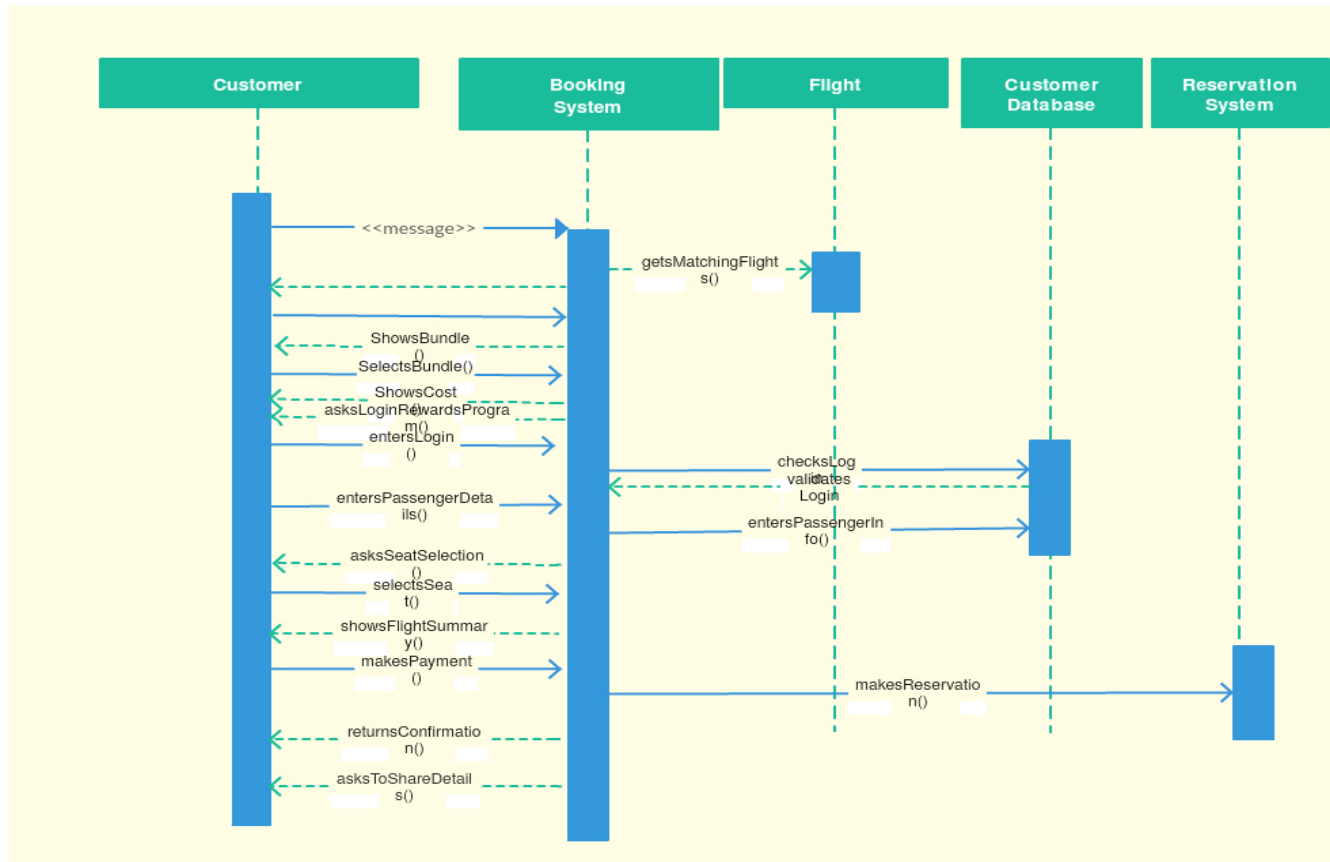 Customer
Booking
System
Flight
Customer
Database
Reservation
System
<<message>>
getsMatchingFlight
s()
ShowsBundle
()
SelectsBundle()
ShowsCost
()
asksLoginRewardsProgra
m()
entersLogin
()
checksLog
in
validates
Login
entersPassengerDeta
ils()
entersPassengerIn
fo()
asksSeatSelection
()
selectsSea
t()
showsFlightSummar
y()
makesPayment
()
makesReservatio
n()
returnsConfirmatio
n()
asksToShareDetail
s()